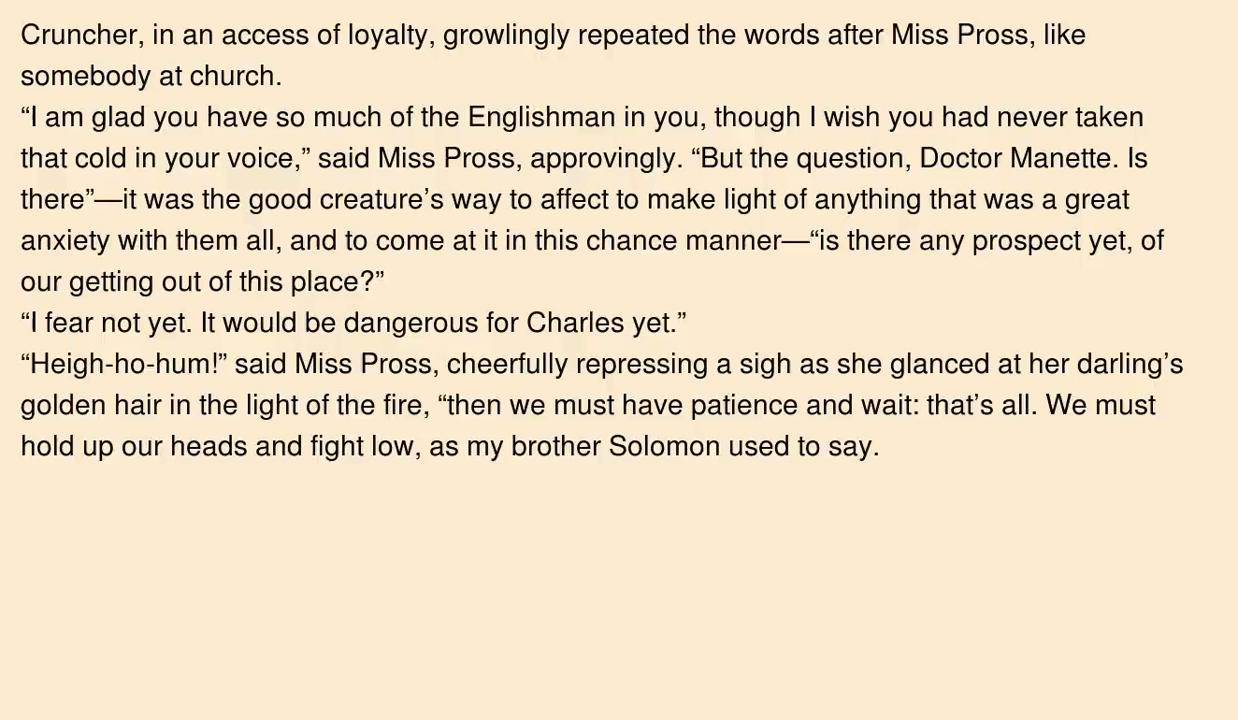 Cruncher, in an access of loyalty, growlingly repeated the words after Miss Pross, like
somebody at church.
“I am glad you have so much of the Englishman in you, though I wish you had never taken
that cold in your voice,” said Miss Pross, approvingly. “But the question, Doctor Manette. Is
there”—it was the good creature’s way to affect to make light of anything that was a great
anxiety with them all, and to come at it in this chance manner—“is there any prospect yet, of
our getting out of this place?”
“I fear not yet. It would be dangerous for Charles yet.”
“Heigh-ho-hum!” said Miss Pross, cheerfully repressing a sigh as she glanced at her darling’s
golden hair in the light of the fire, “then we must have patience and wait: that’s all. We must
hold up our heads and fight low, as my brother Solomon used to say.